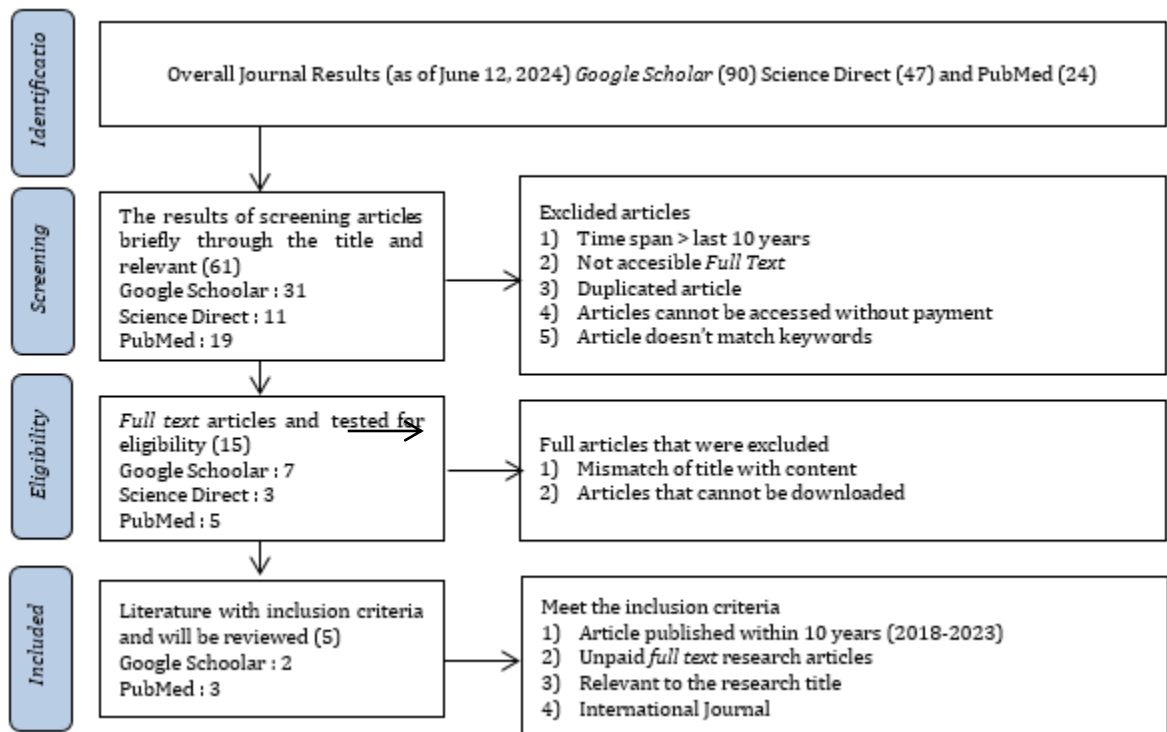 Identificatio
Overall Journal Results (as of June 12, 2024) Google Scholar (90) Science Direct (47) and PubMed (24)
Screening
The results of screening articles
briefly through the title and
relevant (61)
Google Schoolar : 31
Science Direct : 11
PubMed : 19
Exclided articles
1) Time span > last 10 years
2) Not accesible Full Text
3) Duplicated article
4) Articles cannot be accessed without payment
5) Article doesn't match keywords
Eligibility
Full text articles and tested for
eligibility (15)
Google Schoolar : 7
Science Direct : 3
PubMed : 5
Full articles that were excluded
1) Mismatch of title with content
2) Articles that cannot be downloaded
Included
Literature with inclusion criteria
and will be reviewed (5)
Google Schoolar : 2
PubMed : 3
Meet the inclusion criteria
1) Article published within 10 years (2018-2023)
2) Unpaid full text research articles
3) Relevant to the research title
4) International Journal